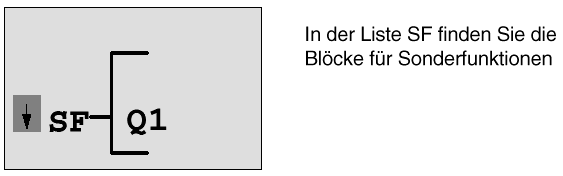 SF
Q1
In der Liste SF finden Sie die
Blöcke für Sonderfunktionen